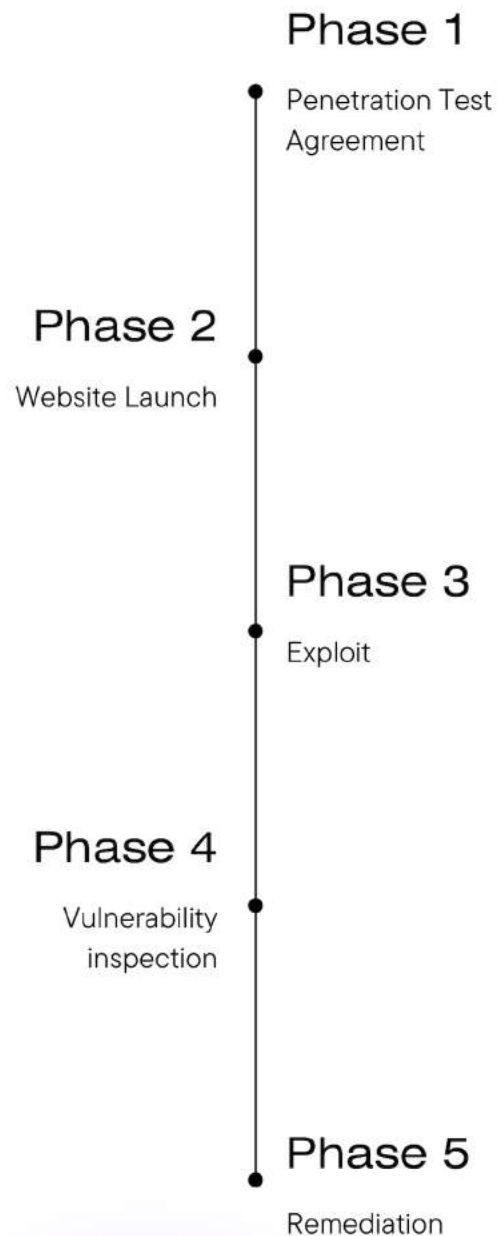 Phase 1
Penetration Test
Agreement
Phase 2
Website Launch
Phase 3
Exploit
Phase 4
Vulnerability
inspection
Phase 5
Remediation